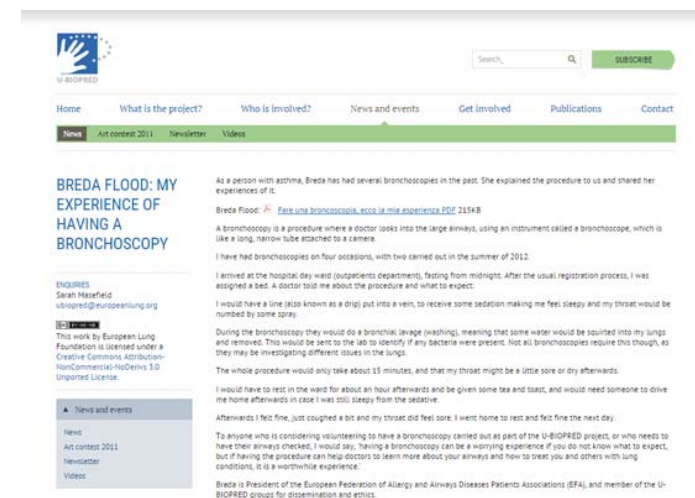 U-BIOPRED
Search_
SUBSCRIBE
Home What is the project? Who is involved? News and events Get involved Publications Contact
News Art contest 2011 Newsletter Videos
BREDA FLOOD: MY
EXPERIENCE OF
HAVING A
BRONCHOSCOPY
ENQUIRIES
Sarah Masefield
ubiopred@europeanlung.org
This work by European Lung
Foundation is licensed under a
Creative Commons Attribution-
NonCommercial-NoDerivs 3.0
Unported License.
▲ News and events
News
Art contest 2011
Newsletter
Videos
As a person with asthma, Breda has had several bronchoscopies in the past. She explained the procedure to us and shared her
experiences of it.
Breda Flood: Fare una broncoscopia, ecco la mia esperienza PDF 215KB
A bronchoscopy is a procedure where a doctor looks into the large airways, using an instrument called a bronchoscope, which is
like a long, narrow tube attached to a camera.
I have had bronchoscopies on four occasions, with two carried out in the summer of 2012.
I arrived at the hospital day ward (outpatients department), fasting from midnight. After the usual registration process, I was
assigned a bed. A doctor told me about the procedure and what to expect:
I would have a line (also known as a drip) put into a vein, to receive some sedation making me feel sleepy and my throat would be
numbed by some spray.
During the bronchoscopy they would do a bronchial lavage (washing), meaning that some water would be squirted into my lungs
and removed. This would be sent to the lab to identify if any bacteria were present. Not all bronchoscopies require this though, as
they may be investigating different issues in the lungs.
The whole procedure would only take about 15 minutes, and that my throat might be a little sore or dry afterwards.
I would have to rest in the ward for about an hour afterwards and be given some tea and toast, and would need someone to drive
me home afterwards in case I was still sleepy from the sedative.
Afterwards I felt fine, just coughed a bit and my throat did feel sore. I went home to rest and felt fine the next day.
To anyone who is considering volunteering to have a bronchoscopy carried out as part of the U-BIOPRED project, or who needs to
have their airways checked, I would say, 'having a bronchoscopy can be a worrying experience if you do not know what to expect,
but if having the procedure can help doctors to learn more about your airways and how to treat you and others with lung
conditions, it is a worthwhile experience.'
Breda is President of the European Federation of Allergy and Airways Diseases Patients Associations (EFA), and member of the U-
BIOPRED groups for dissemination and ethics.